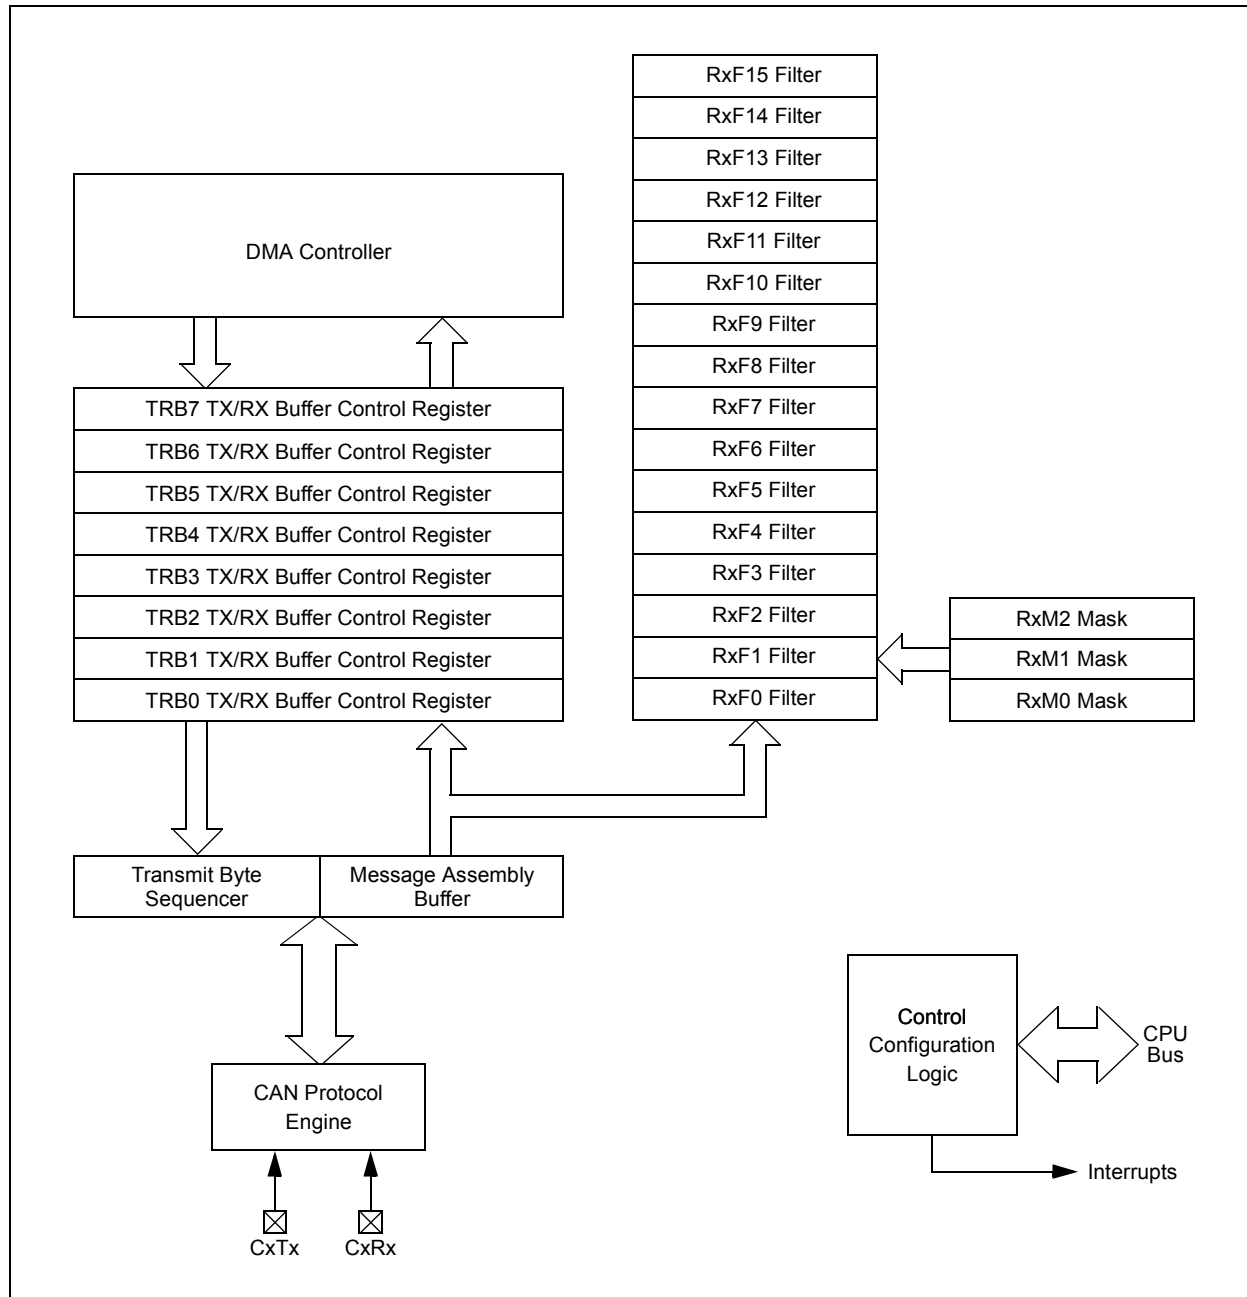 RxF15 Filter
RxF14 Filter
RxF13 Filter
RxF12 Filter
RxF11 Filter
RxF10 Filter
RxF9 Filter
RxF8 Filter
RxF7 Filter
RxF6 Filter
RxF5 Filter
RxF4 Filter
RxF3 Filter
RxF2 Filter
RxF1 Filter
RxF0 Filter
DMA Controller
TRB7 TX/RX Buffer Control Register
TRB6 TX/RX Buffer Control Register
TRB5 TX/RX Buffer Control Register
TRB4 TX/RX Buffer Control Register
TRB3 TX/RX Buffer Control Register
TRB2 TX/RX Buffer Control Register
TRB1 TX/RX Buffer Control Register
TRB0 TX/RX Buffer Control Register
RxM2 Mask
RxM1 Mask
RxM0 Mask
Transmit Byte
Sequencer
Message Assembly
Buffer
CAN Protocol
Engine
CxTx
CxRx
Control
Configuration
Logic
CPU
Bus
Interrupts